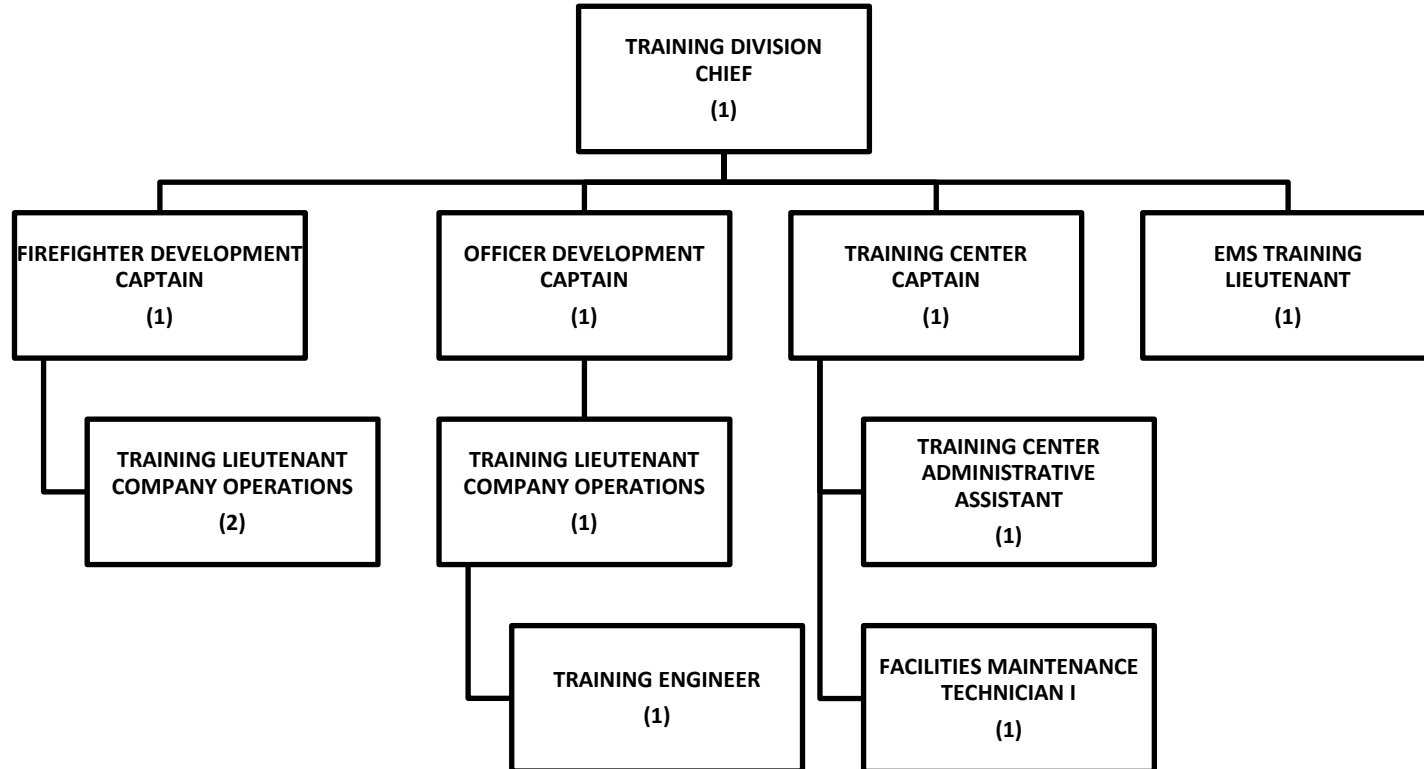 TRAINING DIVISION
CHIEF
(1)
FIREFIGHTER DEVELOPMENT
CAPTAIN
(1)
OFFICER DEVELOPMENT
CAPTAIN
(1)
TRAINING CENTER
CAPTAIN
(1)
EMS TRAINING
LIEUTENANT
(1)
TRAINING LIEUTENANT
COMPANY OPERATIONS
(2)
TRAINING LIEUTENANT
COMPANY OPERATIONS
(1)
TRAINING CENTER
ADMINISTRATIVE
ASSISTANT
(1)
TRAINING ENGINEER
(1)
FACILITIES MAINTENANCE
TECHNICIAN I
(1)